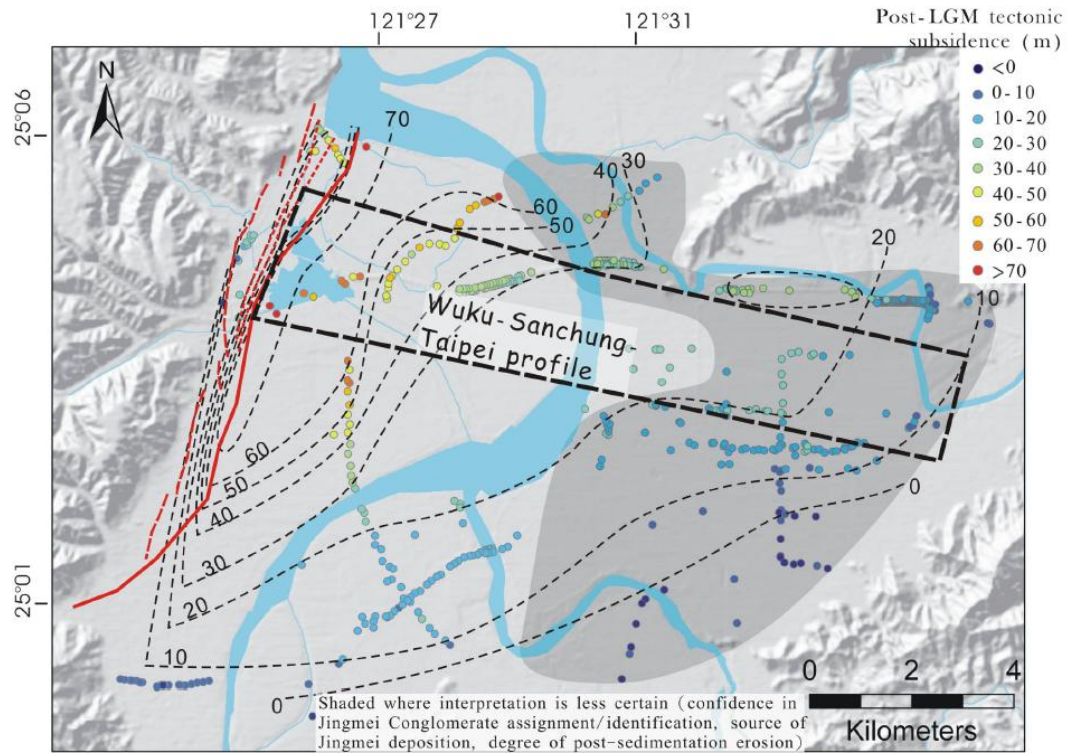 121°27
121°31
Post-LGM tectonic
subsidence (m)
<0
0-10
10-20
20-30
30-40
40-50
50-60
60-70
>70
N
25°06
25°01
70
60
50
40
30
20
10
0
60
50
40
30
20
10
0
Wuku-Sanchung-
Taipei profile
Shaded where interpretation is less certain (confidence in
Jingmei Conglomerate assignment/identification, source of
Jingmei deposition, degree of post-sedimentation erosion)
0 2 4
Kilometers